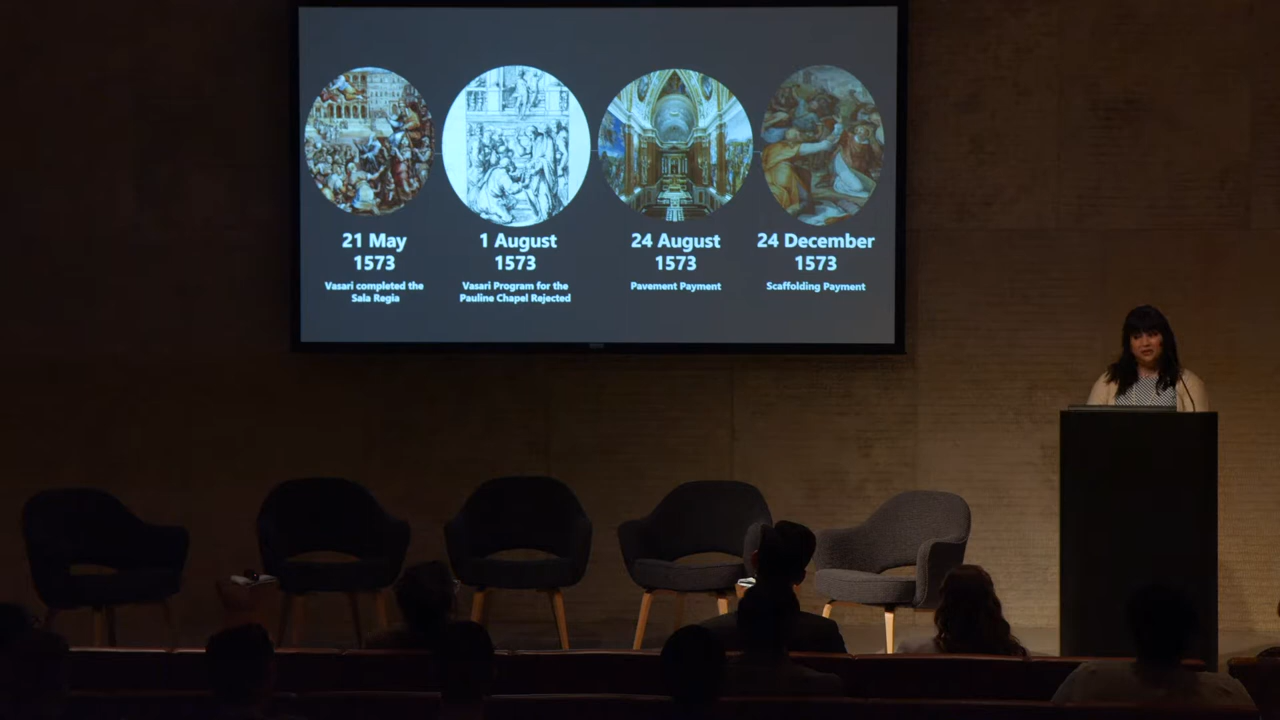 21 May
1573
Vasari completed the
Sala Regia
1 August
1573
Vasari Program for the
Pauline Chapel Rejected
24 August
1573
Pavement Payment
24 December
1573
Scaffolding Payment